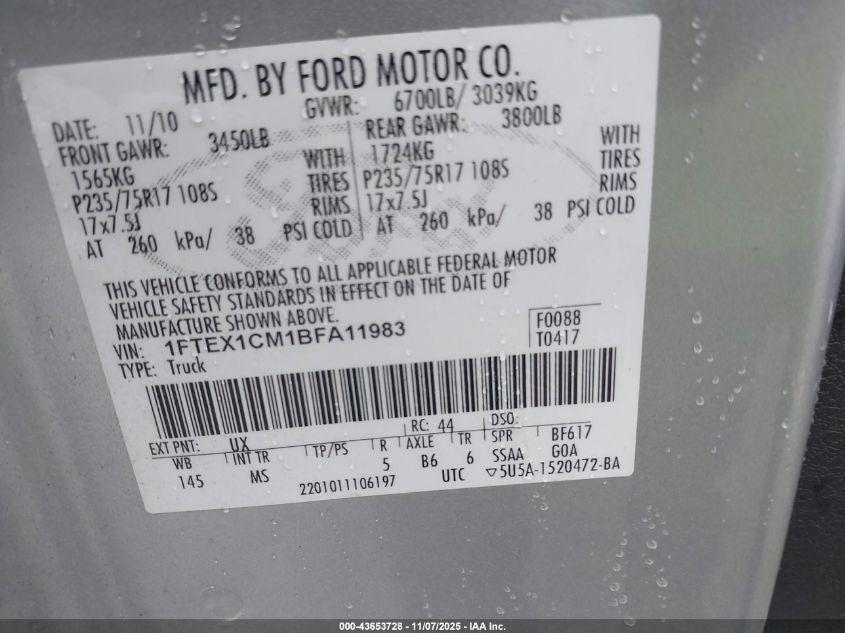 MFD. BY FORD MOTOR CO.
DATE: 11/10 GVWR: 6700LB/ 3039KG
FRONT GAWR: 3450LB REAR GAWR: 3800LB
1565KG WITH 1724KG WITH
P235/75R17 108S TIRES P235/75R17 108S TIRES
17x7.5J RIMS 17x7.5J RIMS
AT 260 kPa/ 38 PSI COLD AT 260 kPa/ 38 PSI COLD
THIS VEHICLE CONFORMS TO ALL APPLICABLE FEDERAL MOTOR
VEHICLE SAFETY STANDARDS IN EFFECT ON THE DATE OF
MANUFACTURE SHOWN ABOVE.
VIN: 1FTEX1CM1BFA11983 F0088
TYPE: Truck T0417
EXT PNT: UX RC: 44 DSO:
WB INT TR TP/PS R AXLE TR SPR BF617
145 MS 5 B6 6 SSAA GOA
2201011106197 UTC ▽5U5A-1520472-BA
000-43653728 - 11/07/2025 - IAA Inc.